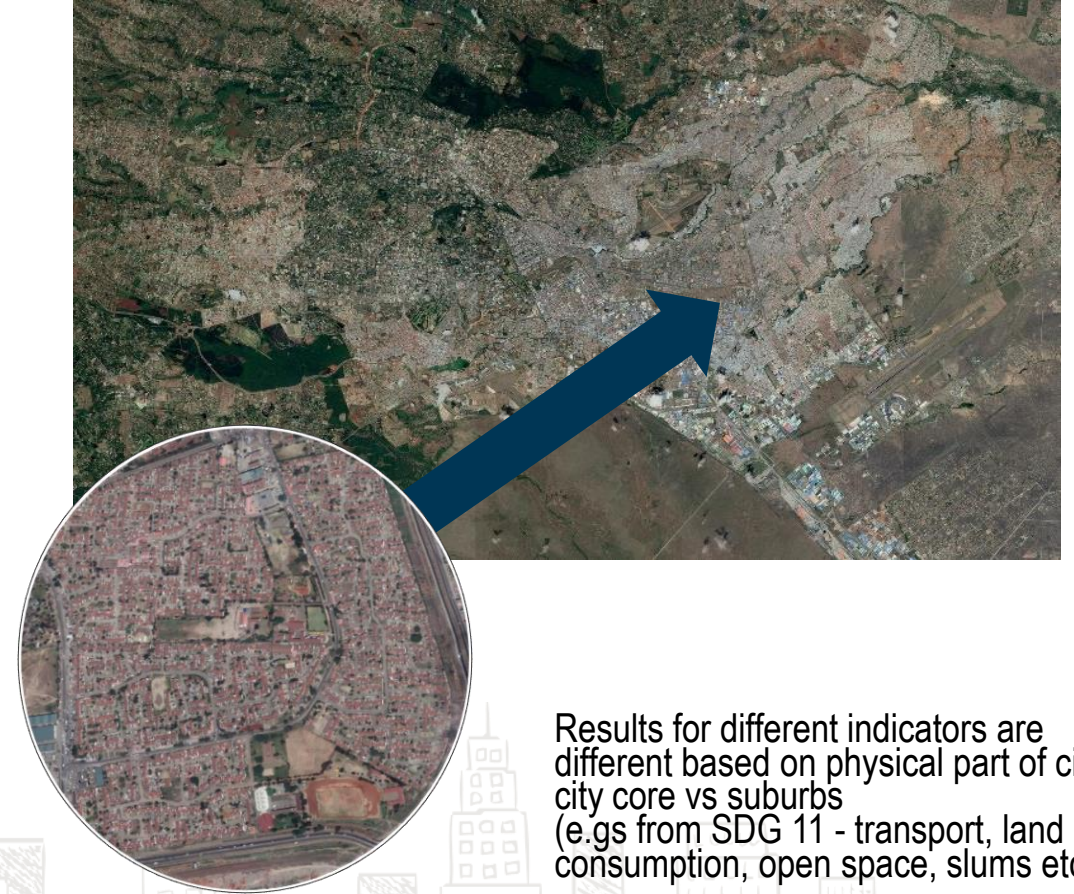 Results for different indicators are
different based on physical part of
city core vs suburbs
(e.gs from SDG 11 - transport, land
consumption, open space, slums etc